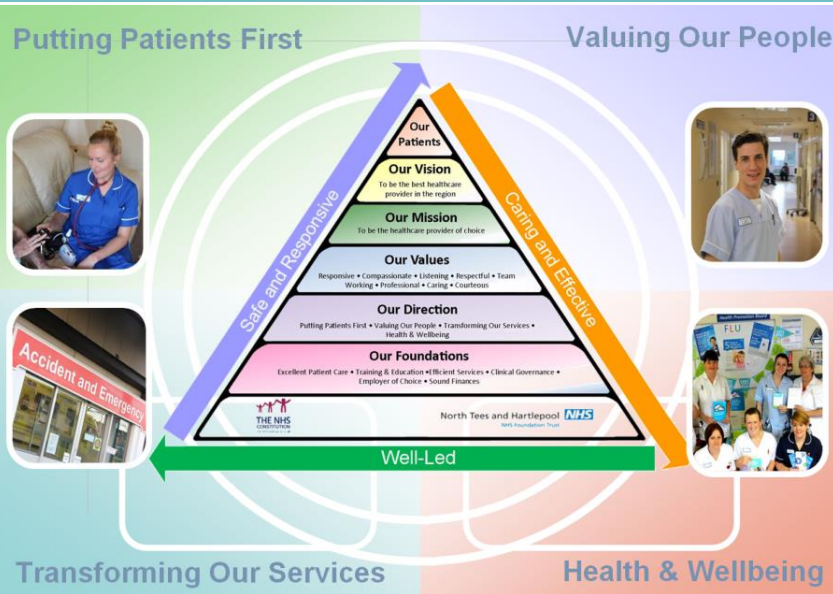 Putting Patients First
Valuing Our People
Our
Patients
Our Vision
To be the best healthcare
provider in the region
Our Mission
To be the healthcare provider of choice
Our Values
Responsive • Compassionate • Listening • Respectful • Team
Working • Professional • Caring • Courteous
Our Direction
Putting Patients First • Valuing Our People • Transforming Our Services •
Health & Wellbeing
Our Foundations
Excellent Patient Care • Training & Education •Efficient Services • Clinical Governance •
Employer of Choice • Sound Finances
THE NHS
CONSTITUTION
North Tees and Hartlepool NHS
NHS Foundation Trust
Safe and Responsive
Caring and Effective
Well-Led
Accident and Emergency
Health Promotion Board
FLU
Transforming Our Services
Health & Wellbeing